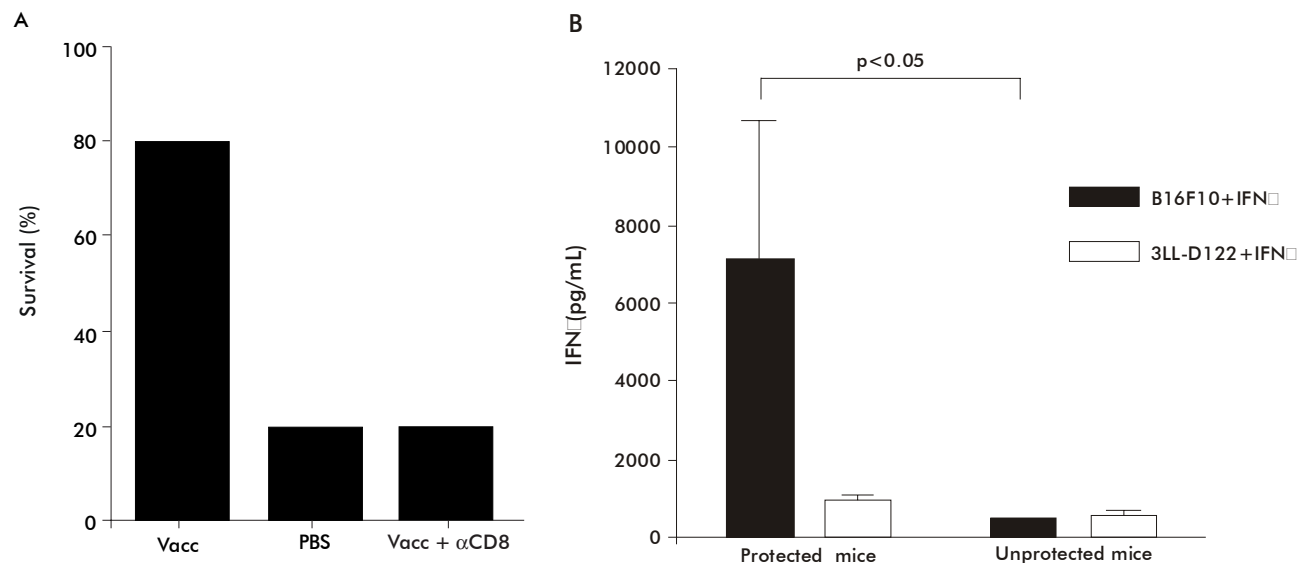 A
100
80
60
40
20
0
Survival (%)
Vacc
PBS
Vacc + αCD8
B
p<0.05
12000
10000
8000
6000
4000
2000
0
IFN□(pg/mL)
B16F10+IFN□
3LL-D122+IFN□
Protected mice
Unprotected mice